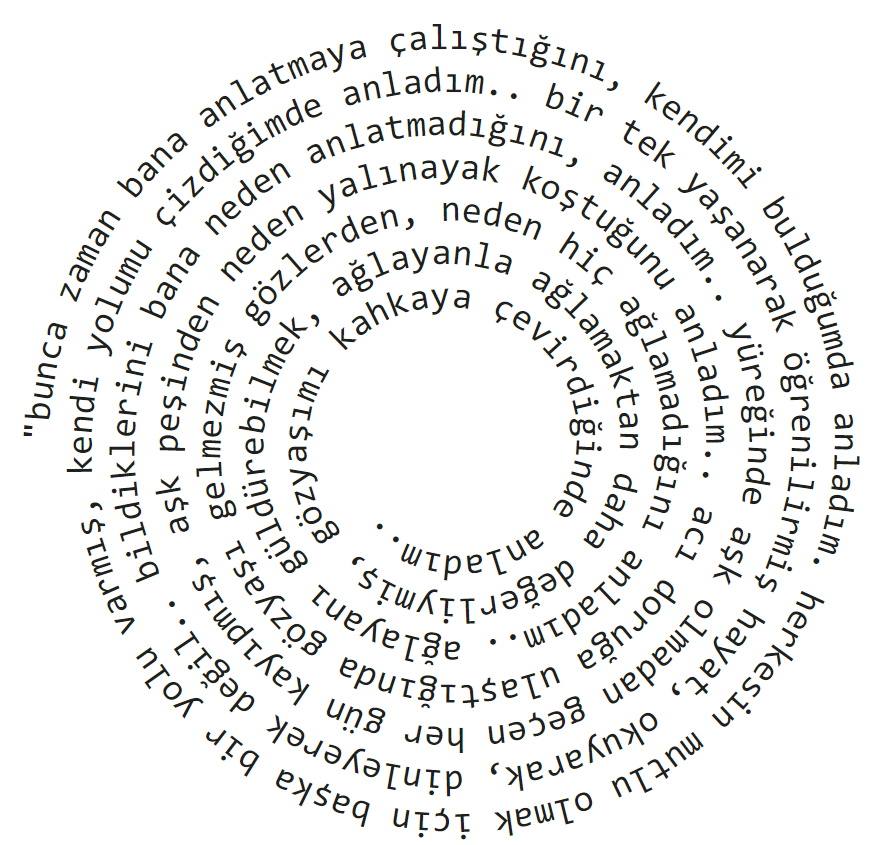 "bunca zaman bana anlatmaya çalıştığını, kendimi bulduğumda anladım. herkesin mutlu olmak için başka bir yolu varmış, kendi yolumu çizdiğimde anladım.. bir tek yaşanarak öğrenilirmiş hayat, okuyarak, dinleyerek değil.. bildiklerini bana neden anlatmadığını, anladım.. yüreğinde aşk olmadan geçen her gün kayıpmış, aşk peşinden neden yalınayak koştuğunu anladım.. acı doruğa ulaştığında gözyaşı gelmezmiş gözlerden, neden hiç ağlamadığını anladım.. ağlayanı güldürebilmek, ağlayanla ağlamaktan daha değerliymiş, gözyaşımı kahkaya çevirdiğinde anladım..